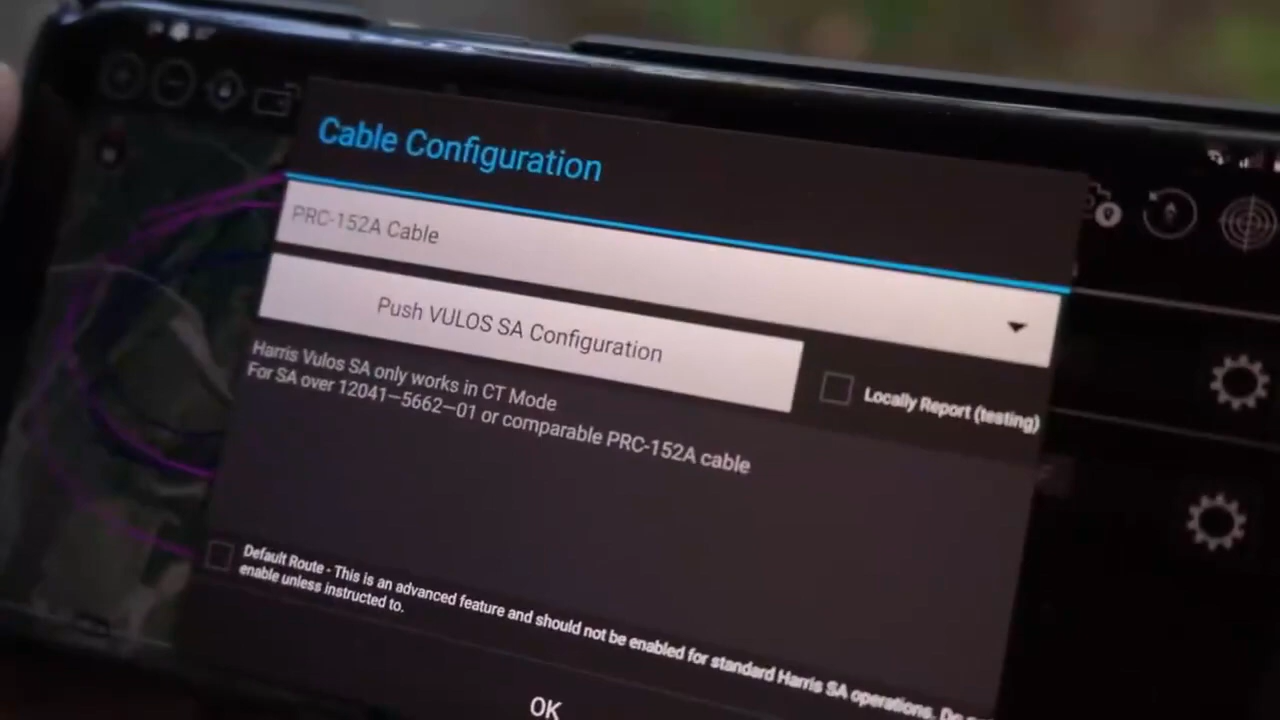 Cable Configuration
PRC-152A Cable
Push VULOS SA Configuration
Locally Report (testing)
Harris Vulos SA only works in CT Mode
For SA over 12041-5662-01 or comparable PRC-152A cable
Default Route - This is an advanced feature and should not be enabled for standard Harris SA operations. Do
enable unless instructed to.
OK